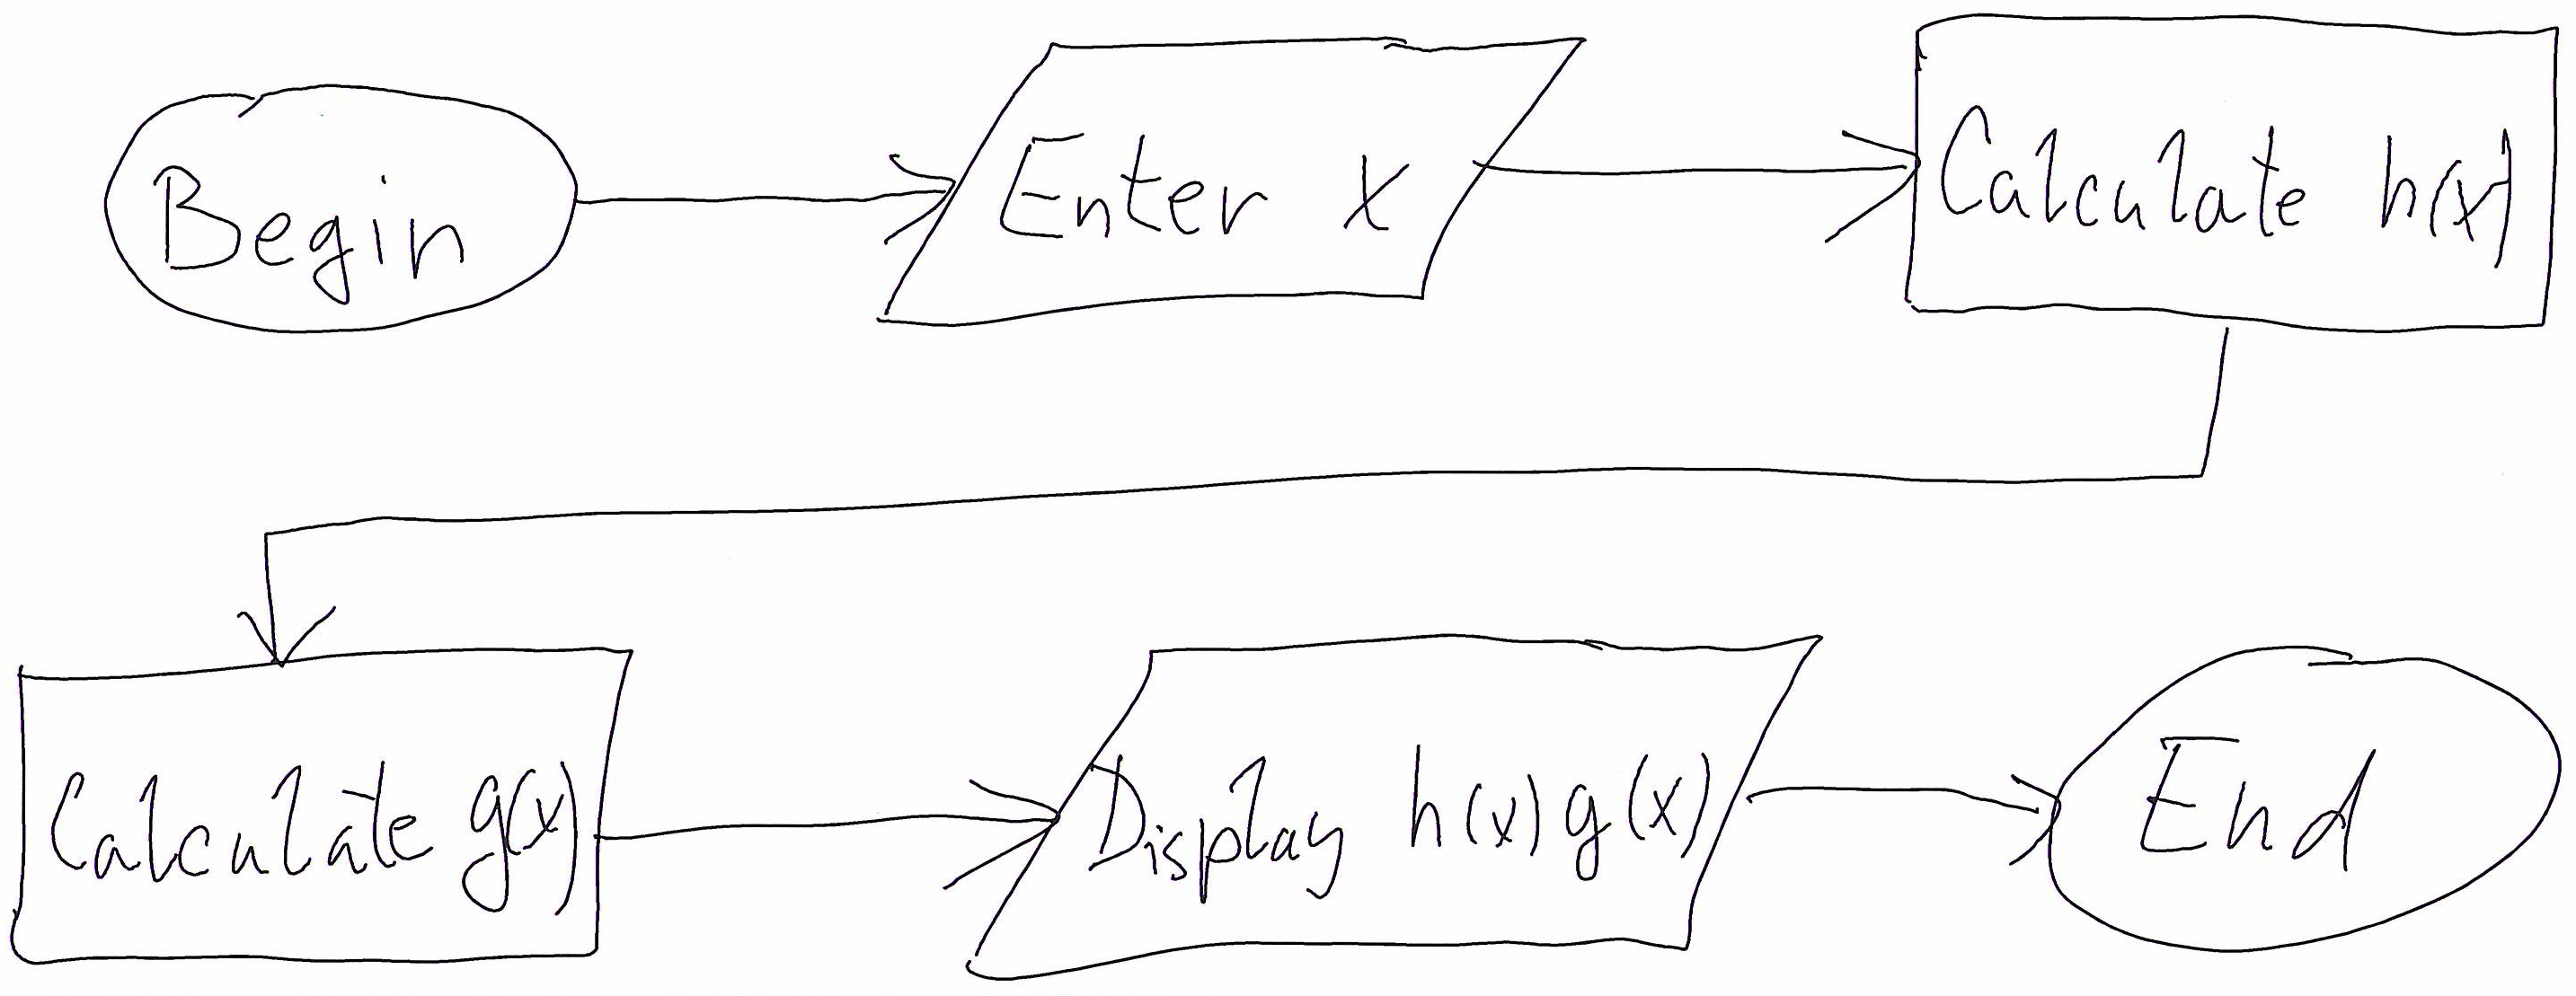 Begin
Enter x
Calculate h(x)
Calculate g(x)
Display h(x)g(x)
End